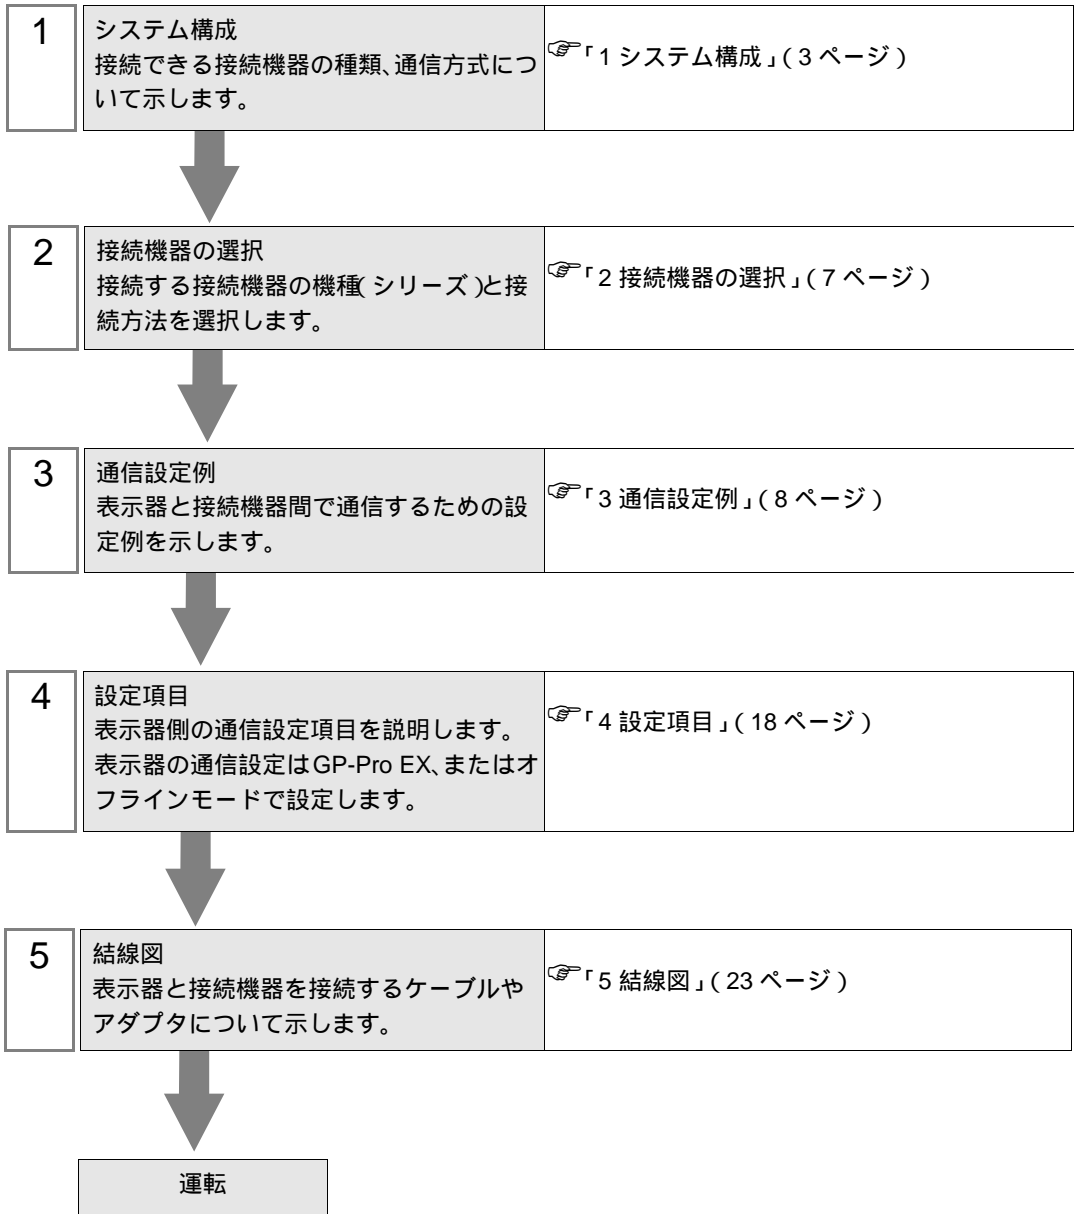 1
システム構成
接続できる接続機器の種類、通信方式につ
いて示します。
☞「1 システム構成」( 3 ページ )
2
接続機器の選択
接続する接続機器の機種( シリーズ )と接
続方法を選択します。
☞「2 接続機器の選択」( 7 ページ )
3
通信設定例
表示器と接続機器間で通信するための設
定例を示します。
☞「3 通信設定例」( 8 ページ )
4
設定項目
表示器側の通信設定項目を説明します。
表示器の通信設定はGP-Pro EX、またはオ
フラインモードで設定します。
☞「4 設定項目」( 18 ページ )
5
結線図
表示器と接続機器を接続するケーブルや
アダプタについて示します。
☞「5 結線図」( 23 ページ )
運転